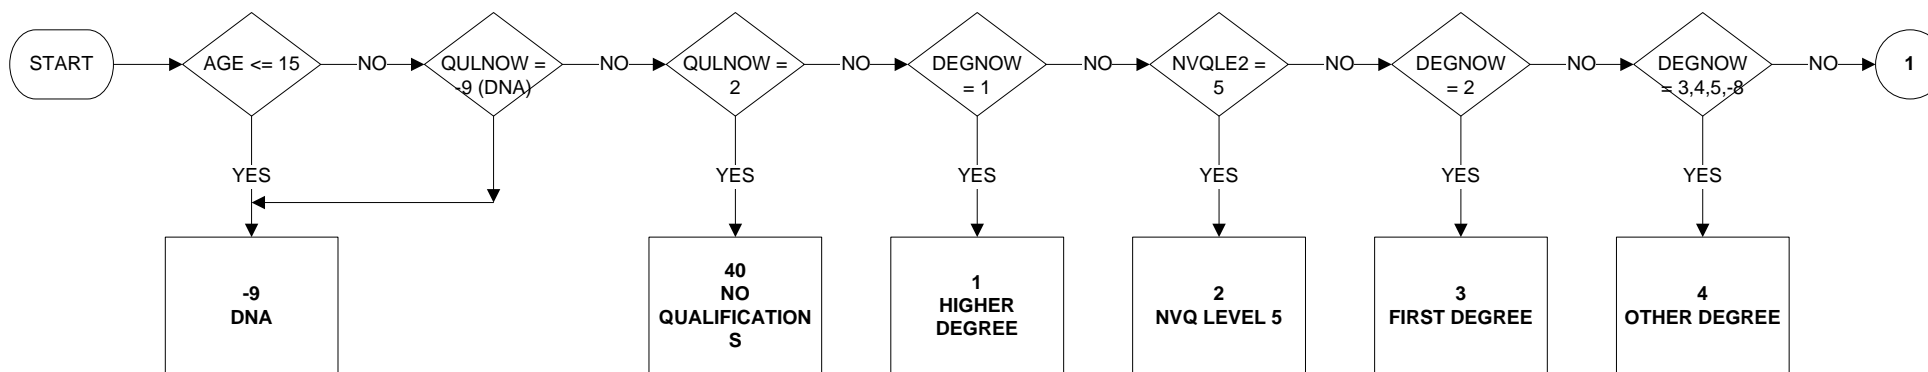 START
AGE <= 15
NO
QULNOW =
-9 (DNA)
NO
QULNOW =
2
NO
DEGNOW
= 1
NO
NVQLE2 =
5
NO
DEGNOW
= 2
NO
DEGNOW
= 3,4,5,-8
NO
1
YES
YES
YES
YES
YES
YES
-9
DNA
40
NO
QUALIFICATION
S
1
HIGHER
DEGREE
2
NVQ LEVEL 5
3
FIRST DEGREE
4
OTHER DEGREE